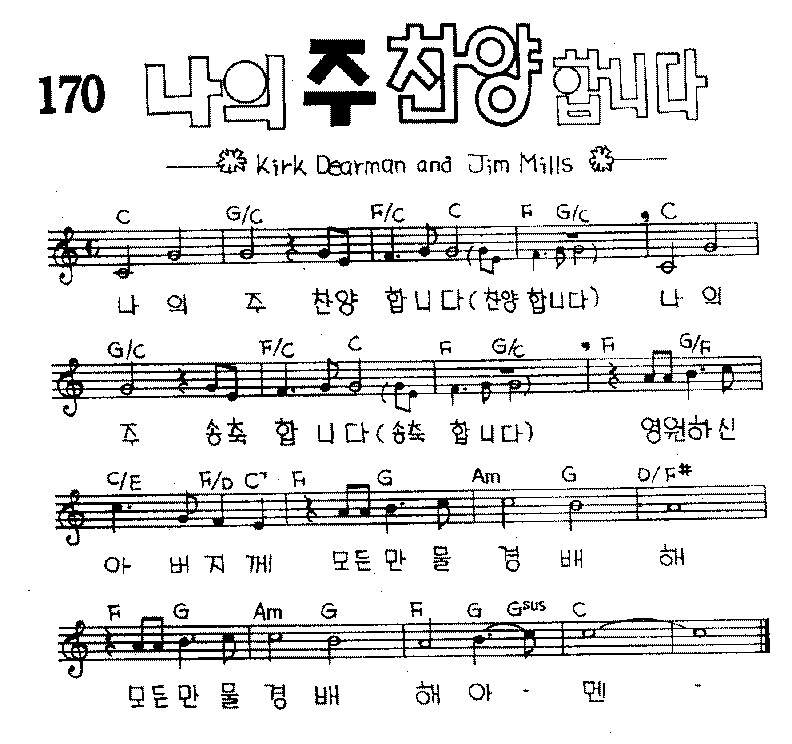 170 나의 주 찬양 합니다
Kirk Dearman and Jim Mills
C G/C F/C C F G/C C
나 의 주 찬양 합 니 다 (찬양 합니다) 나 의
G/C F/C C F G/C F G/F
주 송축 합 니 다 (송축 합 니다) 영원하 신
C/E F/D C7 F G Am G D/F#
아 버 지 께 모든만 물 경 배 해
F G Am G F G Gsus C
모든만 물 경 배 해 아 - 멘 -